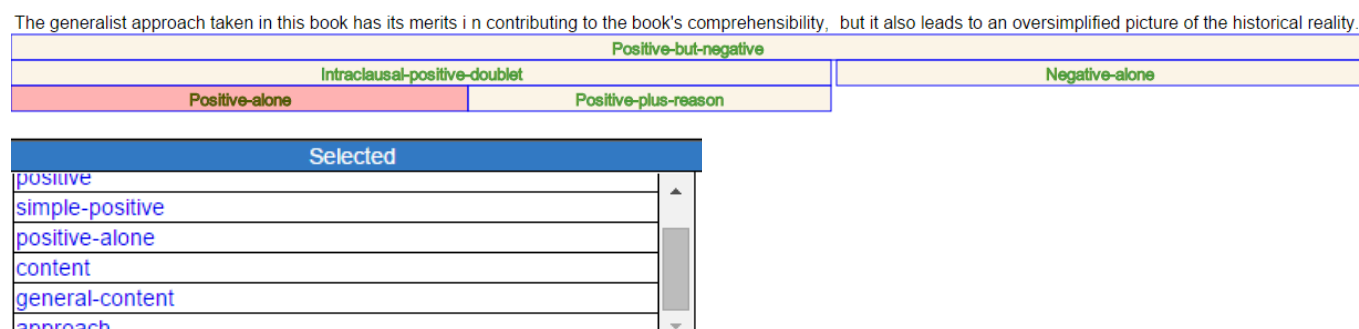 The generalist approach taken in this book has its merits i n contributing to the book's comprehensibility, but it also leads to an oversimplified picture of the historical reality.
Positive-but-negative
Intraclausal-positive-doublet Negative-alone
Positive-alone Positive-plus-reason
Selected
positive
simple-positive
positive-alone
content
general-content
approach